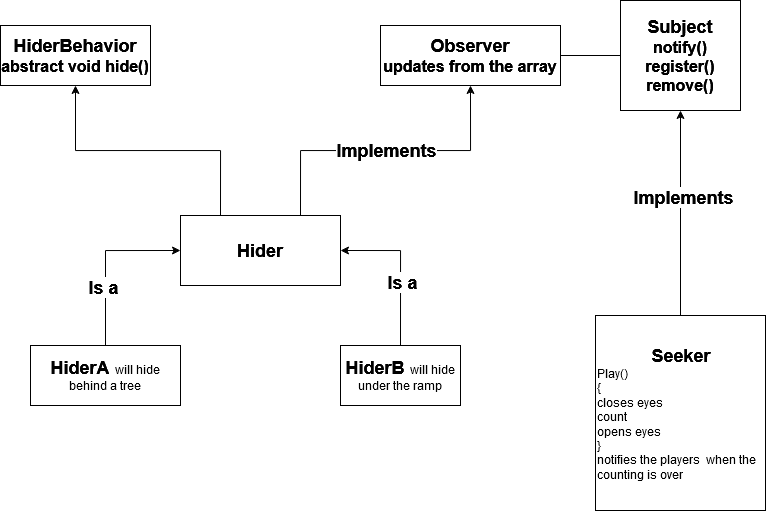 HiderBehavior
abstract void hide()
Observer
updates from the array
Subject
notify()
register()
remove()
Implements
Implements
Hider
Is a
Is a
HiderA will hide
behind a tree
HiderB will hide
under the ramp
Seeker
Play()
{
closes eyes
count
opens eyes
}
notifies the players when the
counting is over